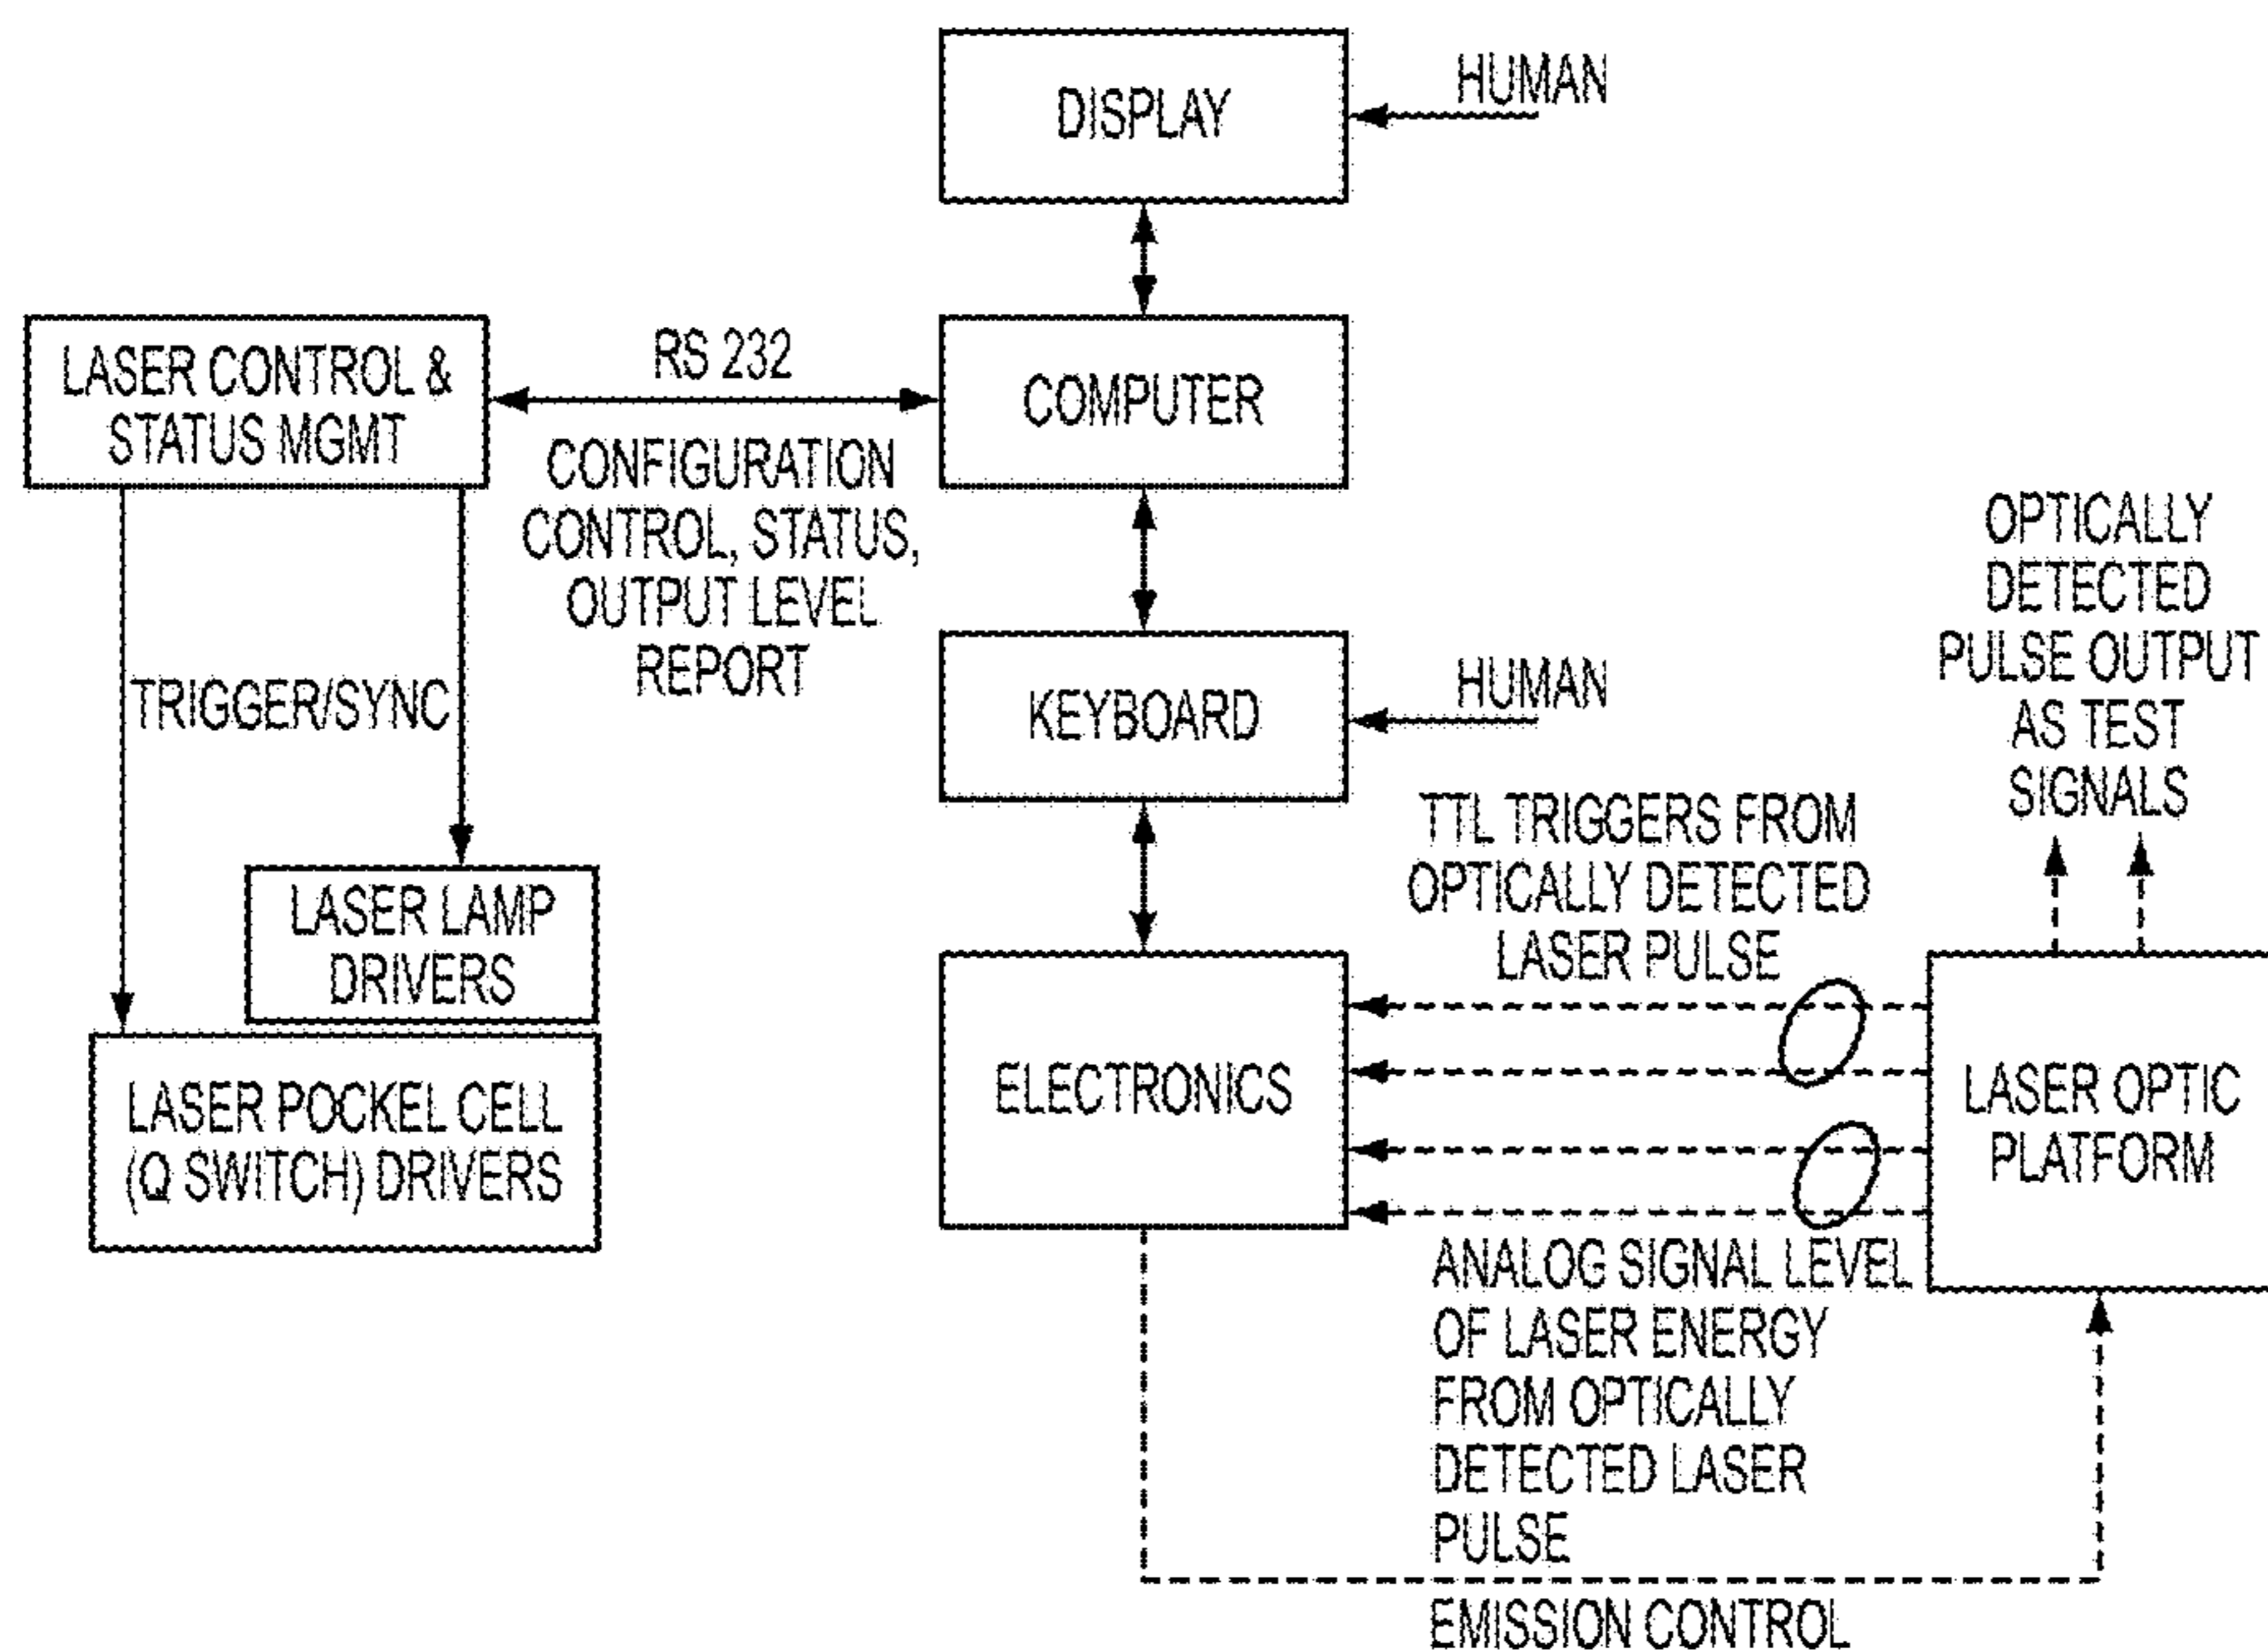 DISPLAY
HUMAN
LASER CONTROL &
STATUS MGMT
RS 232
CONFIGURATION
CONTROL, STATUS,
OUTPUT LEVEL
REPORT
COMPUTER
TRIGGER/SYNC
KEYBOARD
HUMAN
OPTICALLY
DETECTED
PULSE OUTPUT
AS TEST
SIGNALS
LASER LAMP
DRIVERS
LASER POCKEL CELL
(Q SWITCH) DRIVERS
TTL TRIGGERS FROM
OPTICALLY DETECTED
LASER PULSE
ELECTRONICS
LASER OPTIC
PLATFORM
ANALOG SIGNAL LEVEL
OF LASER ENERGY
FROM OPTICALLY
DETECTED LASER
PULSE
EMISSION CONTROL